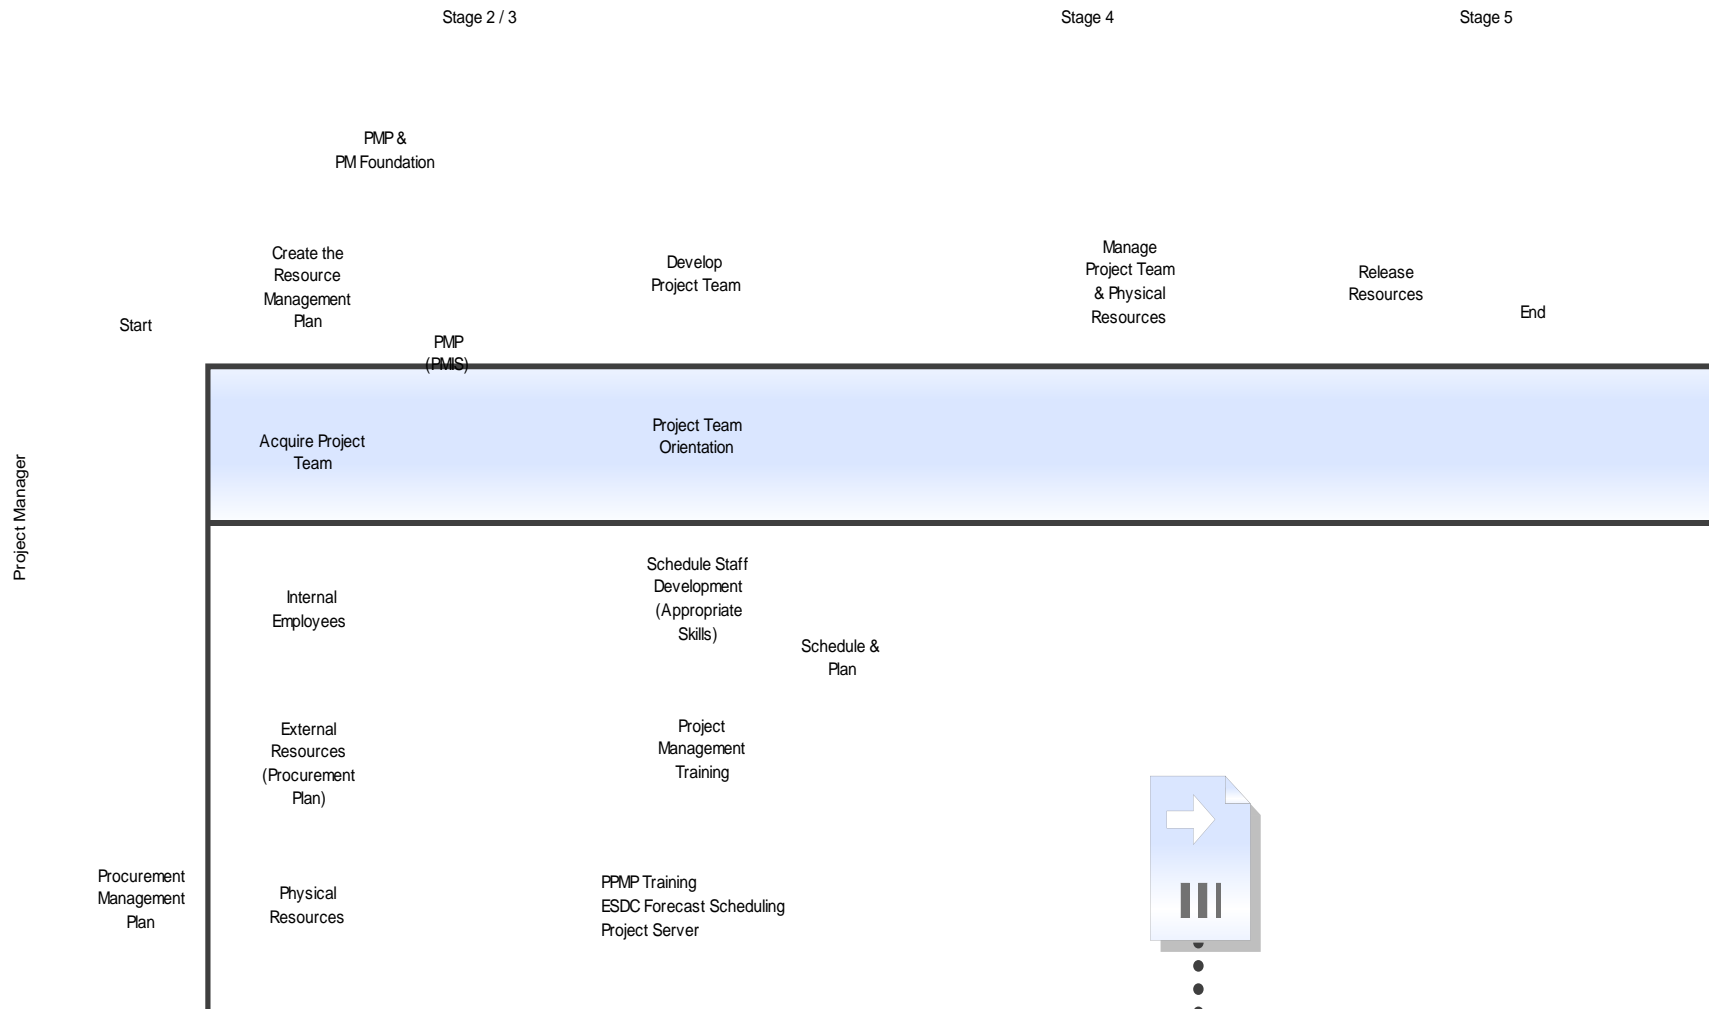 Stage 2 / 3
Stage 4
Stage 5
PMP &
PM Foundation
Create the
Resource
Management
Plan
Develop
Project Team
Manage
Project Team
& Physical
Resources
Release
Resources
Start
End
PMP
(PMIS)
Project Manager
Acquire Project
Team
Project Team
Orientation
Internal
Employees
Schedule Staff
Development
(Appropriate
Skills)
Schedule &
Plan
External
Resources
(Procurement
Plan)
Project
Management
Training
Procurement
Management
Plan
Physical
Resources
PPMP Training
ESDC Forecast Scheduling
Project Server